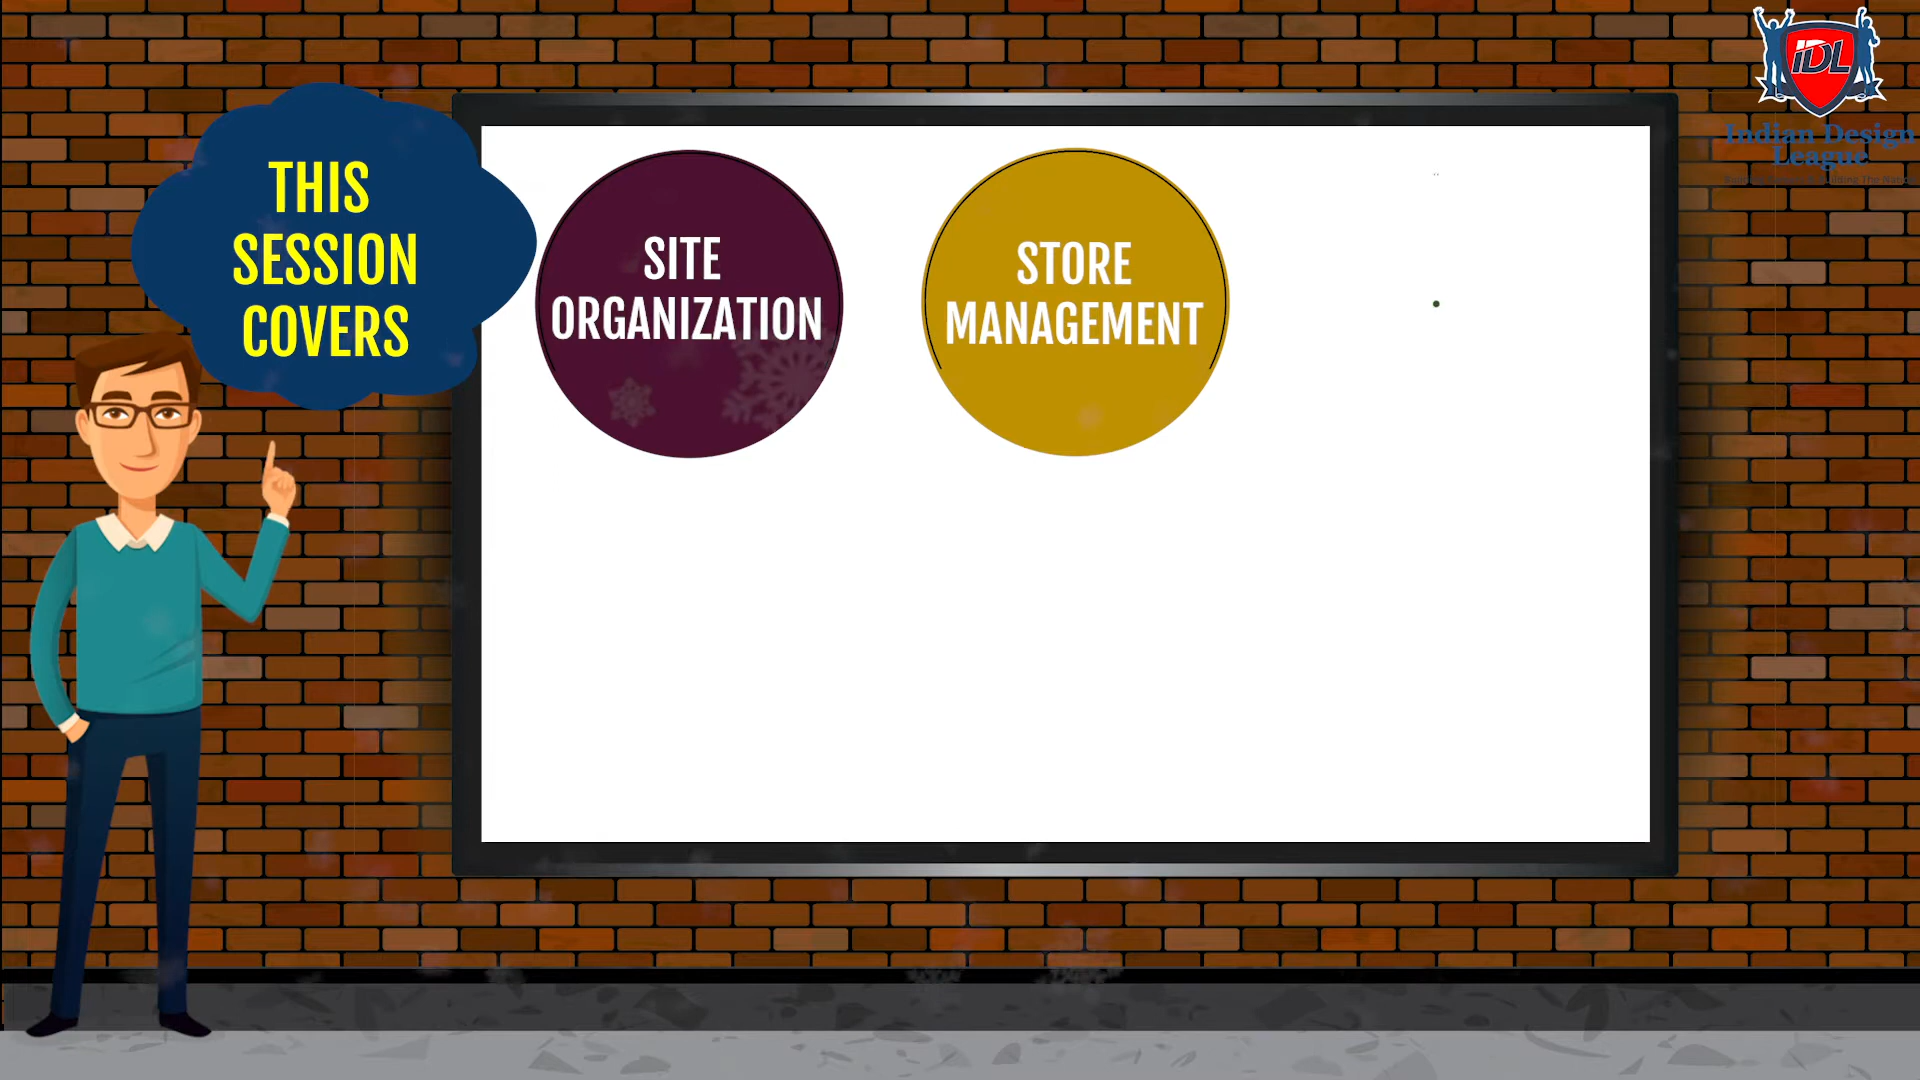 THIS
SESSION
COVERS
SITE
ORGANIZATION
STORE
MANAGEMENT
IDL
Indian Design
League